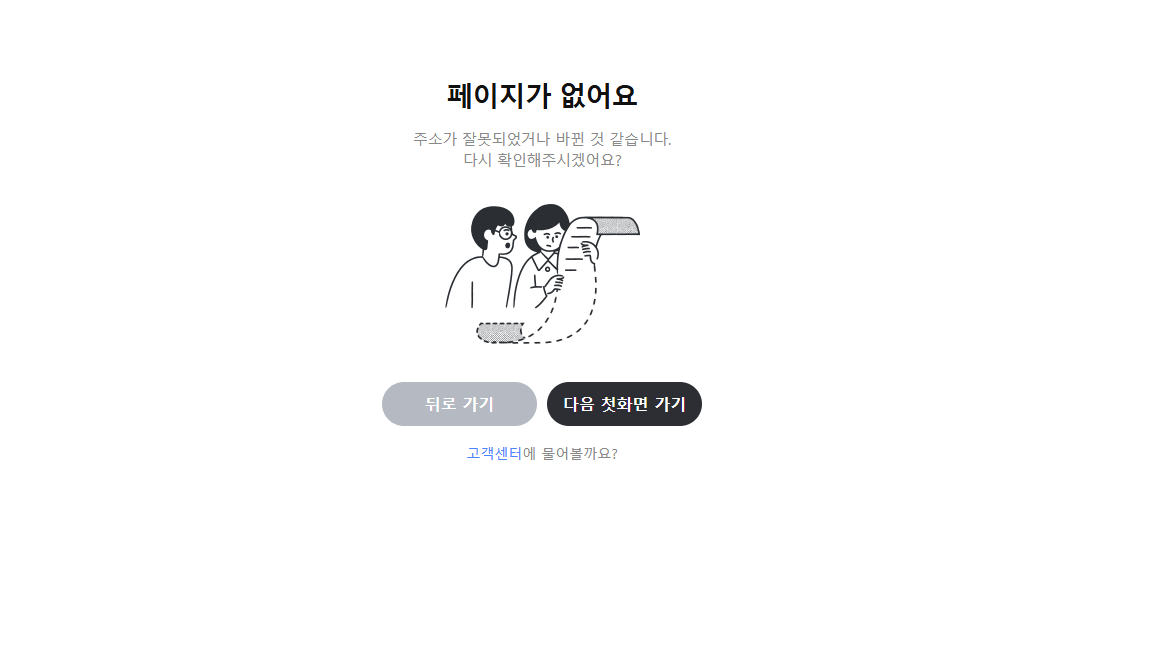 페이지가 없어요
주소가 잘못되었거나 바뀐 것 같습니다.
다시 확인해주시겠어요?
뒤로 가기
다음 첫화면 가기
고객센터에 물어볼까요?